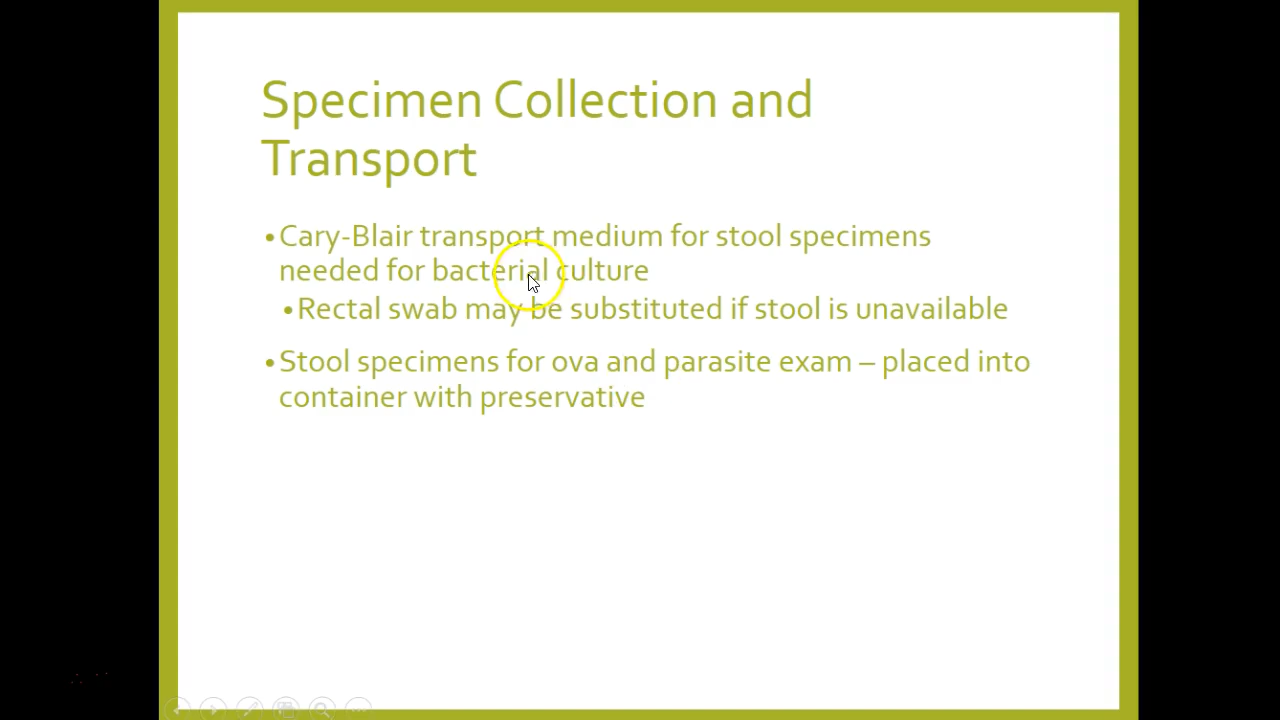 Specimen Collection and
Transport
•Cary-Blair transport medium for stool specimens
needed for bacterial culture
•Rectal swab may be substituted if stool is unavailable
•Stool specimens for ova and parasite exam – placed into
container with preservative